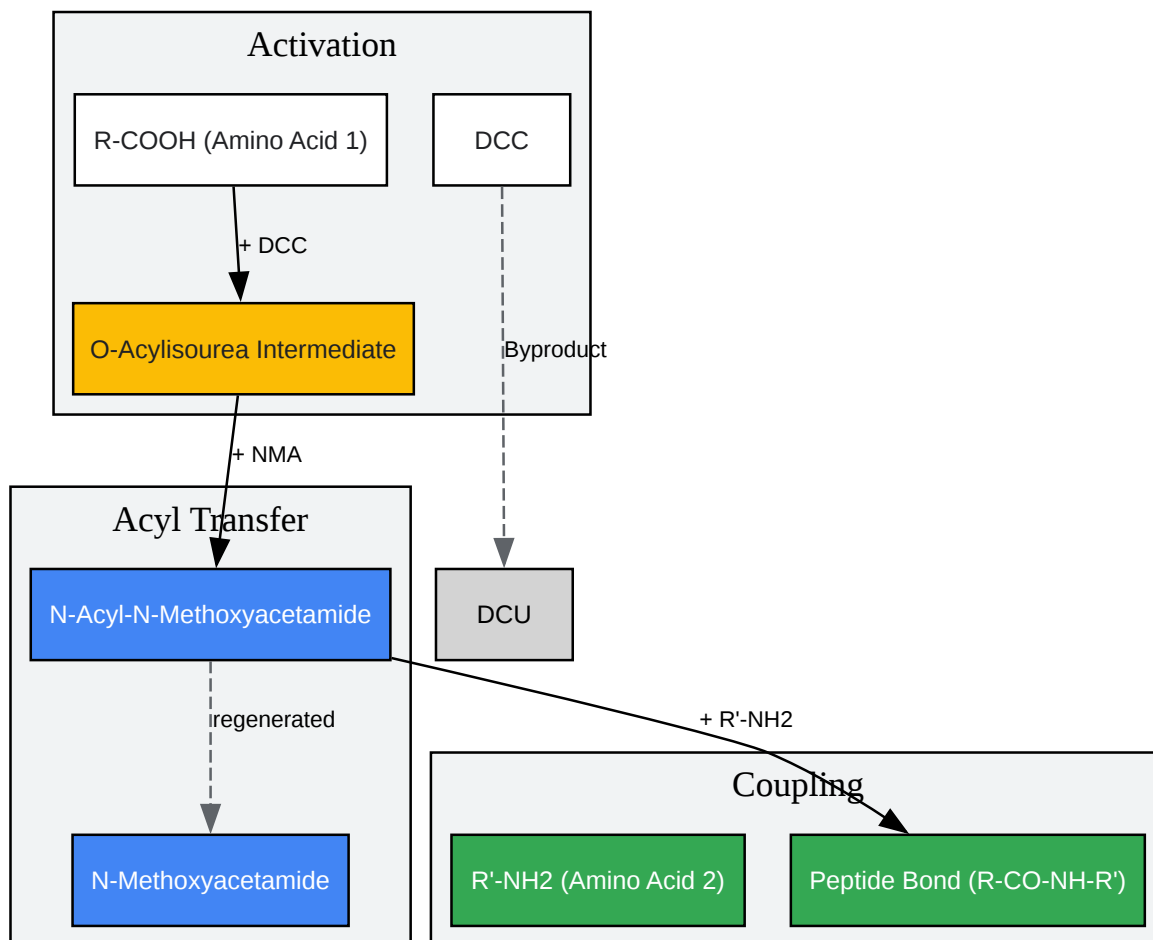 Activation
R-COOH (Amino Acid 1)
DCC
+ DCC
O-Acylisourea Intermediate
Byproduct
+ NMA
Acyl Transfer
N-Acyl-N-Methoxyacetamide
DCU
regenerated
+ R'-NH2
Coupling
N-Methoxyacetamide
R'-NH2 (Amino Acid 2)
Peptide Bond (R-CO-NH-R')